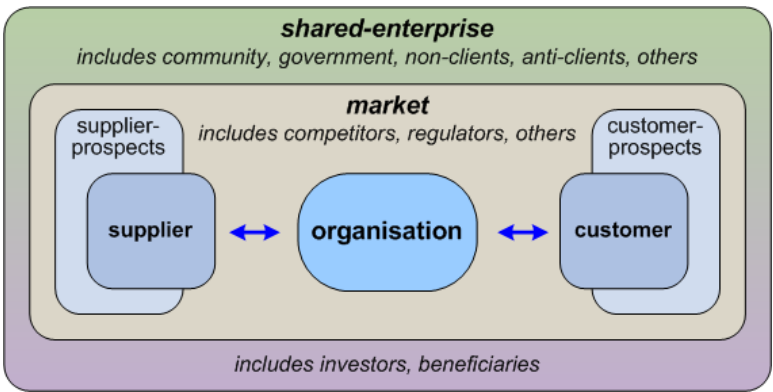 shared-enterprise
includes community, government, non-clients, anti-clients, others
market
includes competitors, regulators, others
supplier-
prospects
customer-
prospects
supplier
organisation
customer
includes investors, beneficiaries